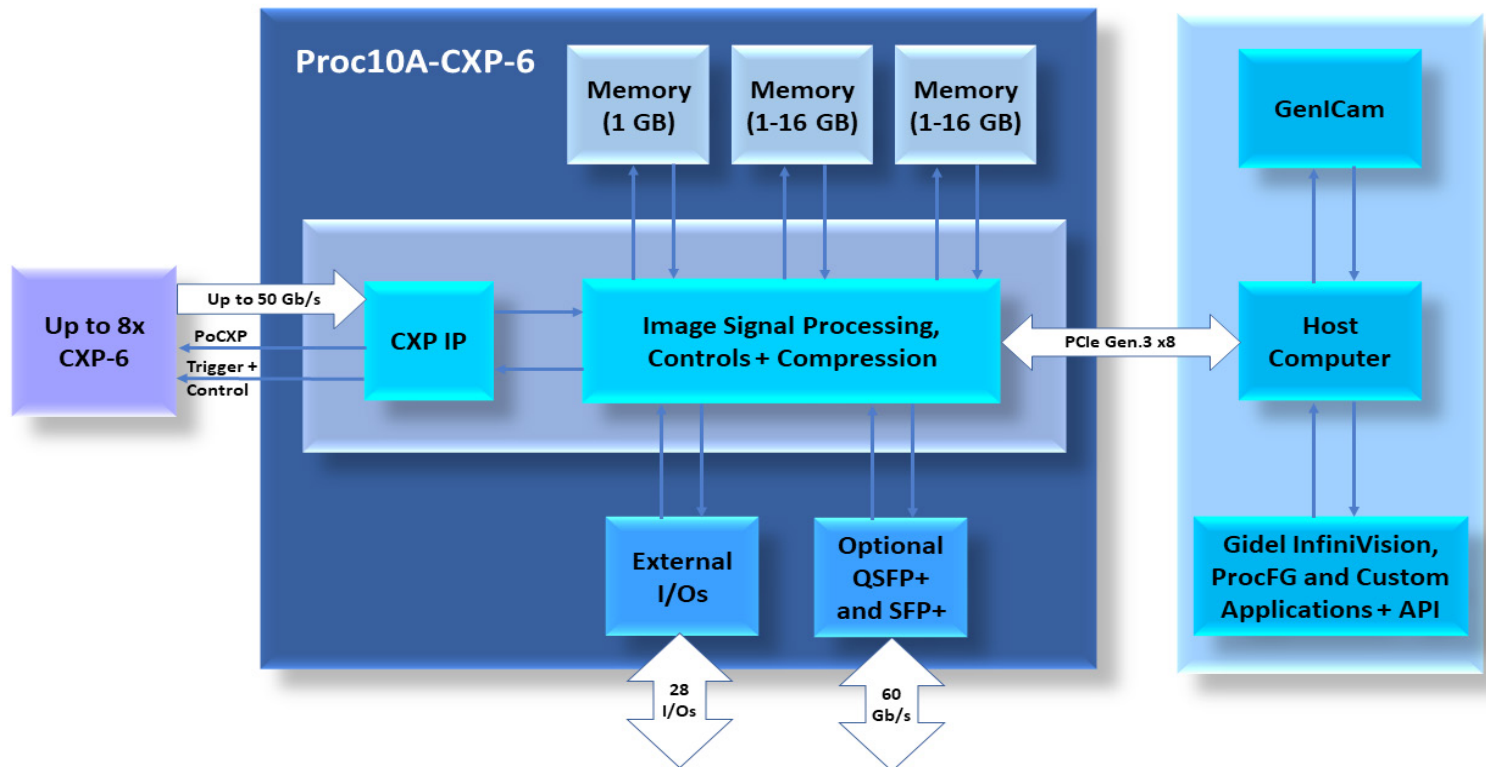 Proc10A-CXP-6
Memory
(1 GB)
Memory
(1-16 GB)
Memory
(1-16 GB)
GenICam
Up to 8x
CXP-6
Up to 50 Gb/s
PoCXP
Trigger +
Control
CXP IP
Image Signal Processing,
Controls + Compression
PCIe Gen.3 x8
Host
Computer
External
I/Os
Optional
QSFP+
and SFP+
Gidel InfiniVision,
ProcFG and Custom
Applications + API
28
I/Os
60
Gb/s